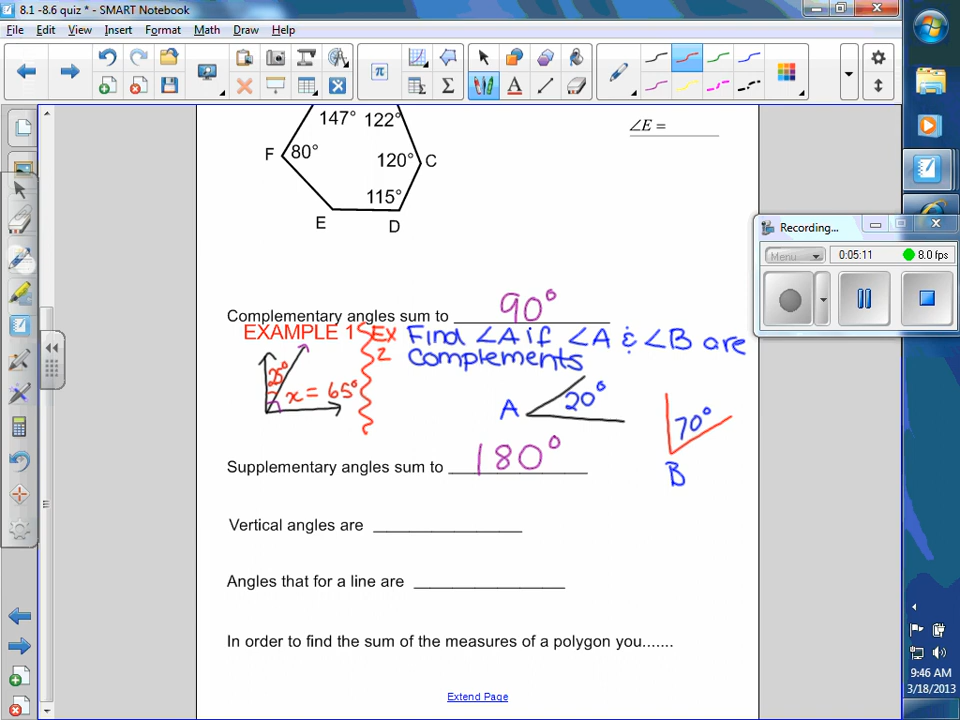 8.1 -8.6 quiz * - SMART Notebook
File Edit View Insert Format Math Draw Help
147° 122°
∠E =
F 80°
120° C
115°
E
D
Recording...
Menu
0:05:11
8.0 fps
Complementary angles sum to 90°
EXAMPLE 1 Ex Find ∠A if ∠A & ∠B are
2 complements
25°
x = 65°
A 20°
70°
B
Supplementary angles sum to 180°
Vertical angles are
Angles that for a line are
In order to find the sum of the measures of a polygon you.......
Extend Page
9:46 AM
3/18/2013